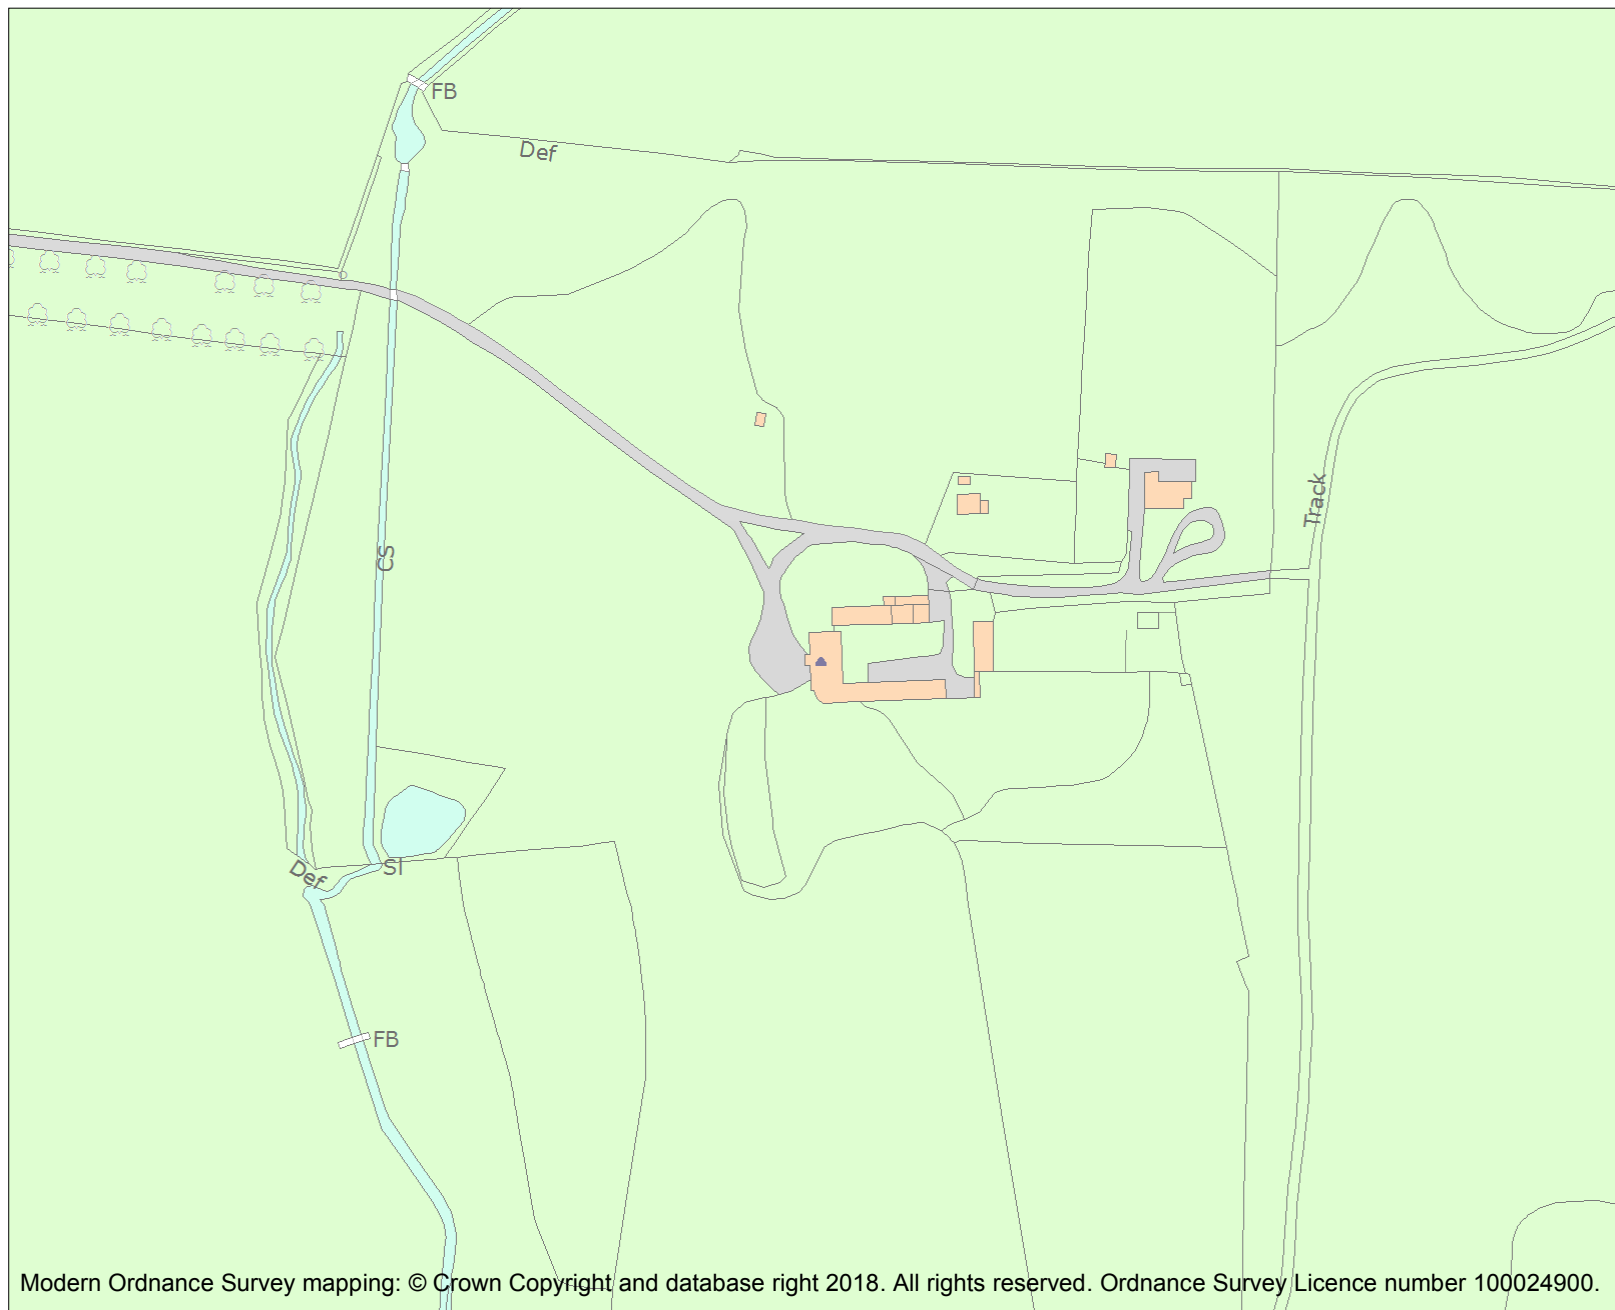 FB
Def
Track
CS
Def
Sl
FB
Modern Ordnance Survey mapping: © Crown Copyright and database right 2018. All rights reserved. Ordnance Survey Licence number 100024900.